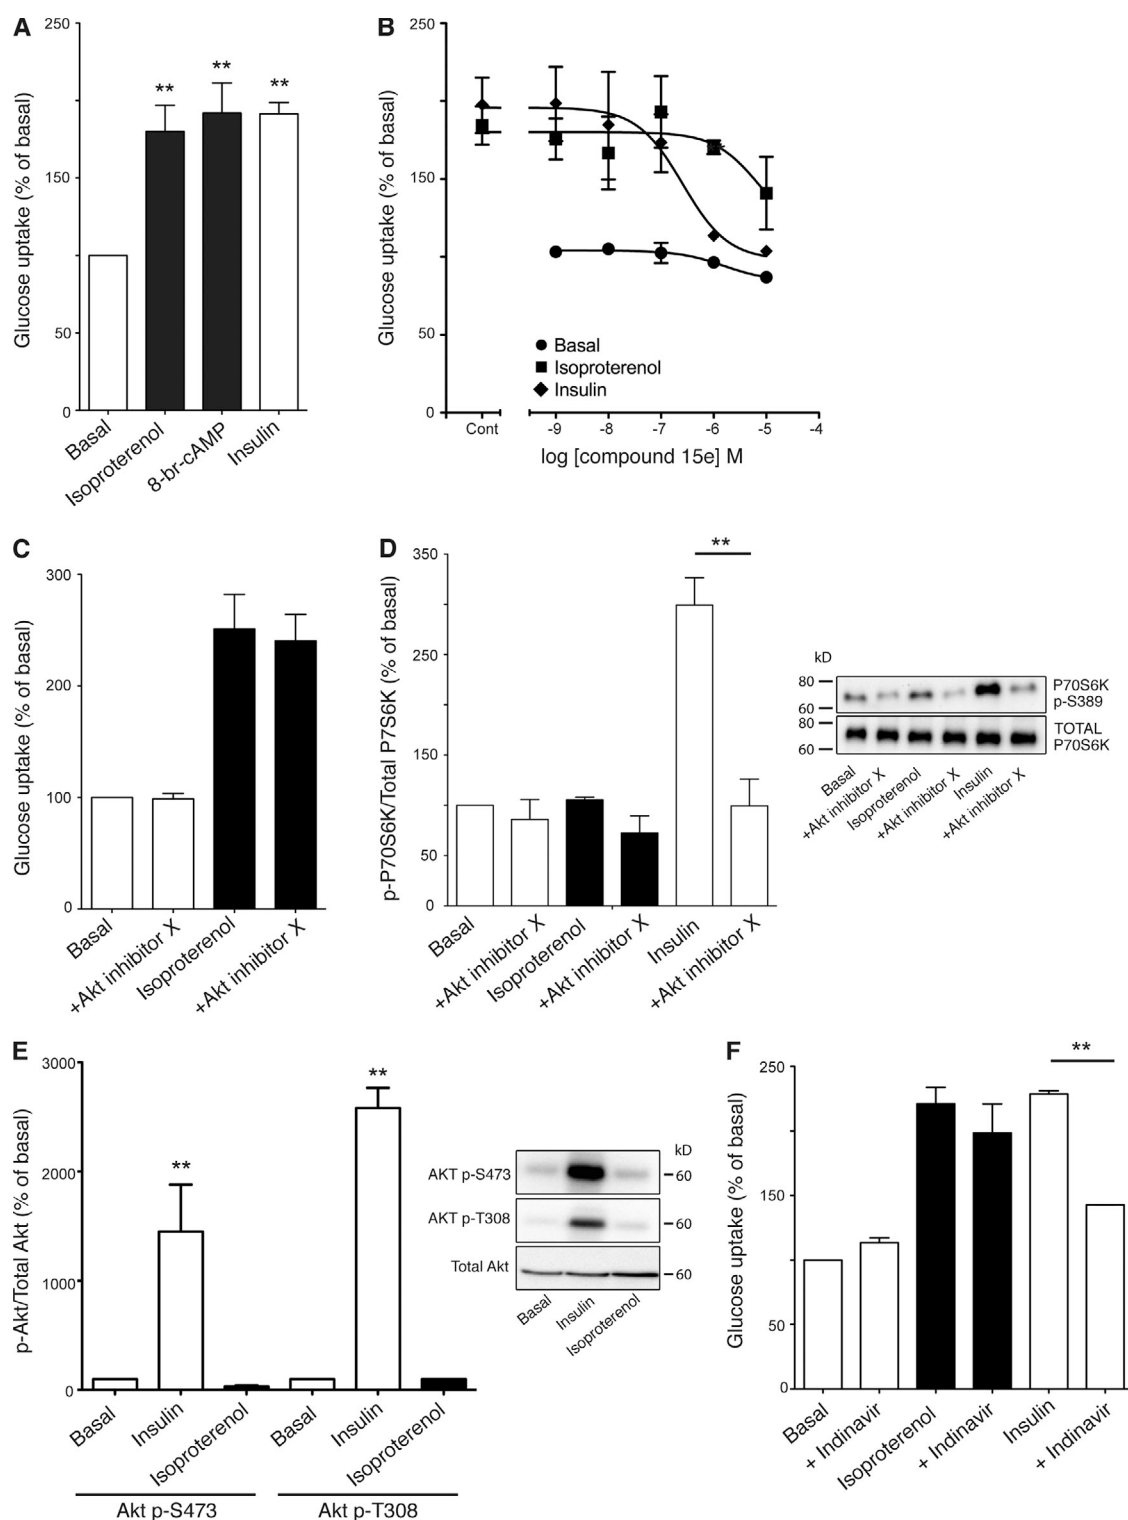 A
Glucose uptake (% of basal)
250
150
50
0
**
**
**
Basal
Isoproterenol
8-br-cAMP
Insulin
B
Glucose uptake (% of basal)
250
150
50
0
Basal
Isoproterenol
Insulin
Cont
-9
-8
-7
-6
-5
-4
log [compound 15e] M
C
Glucose uptake (% of basal)
300
200
100
0
Basal
+Akt inhibitor X
Isoproterenol
+Akt inhibitor X
D
p-P70S6K/Total P7S6K (% of basal)
350
250
150
50
0
**
Basal
+Akt inhibitor X
Isoproterenol
+Akt inhibitor X
Insulin
+Akt inhibitor X
kD
80
60
80
60
P70S6K
p-S389
TOTAL
P70S6K
Basal
+Akt inhibitor X
Isoproterenol
+Akt inhibitor X
Insulin
+Akt inhibitor X
E
p-Akt/Total Akt (% of basal)
3000
2000
1000
0
**
**
Basal
Insulin
Isoproterenol
Basal
Insulin
Isoproterenol
Akt p-S473
Akt p-T308
kD
AKT p-S473
60
AKT p-T308
60
Total Akt
60
Basal
Insulin
Isoproterenol
F
Glucose uptake (% of basal)
250
150
50
0
**
Basal
+ Indinavir
Isoproterenol
+ Indinavir
Insulin
+ Indinavir